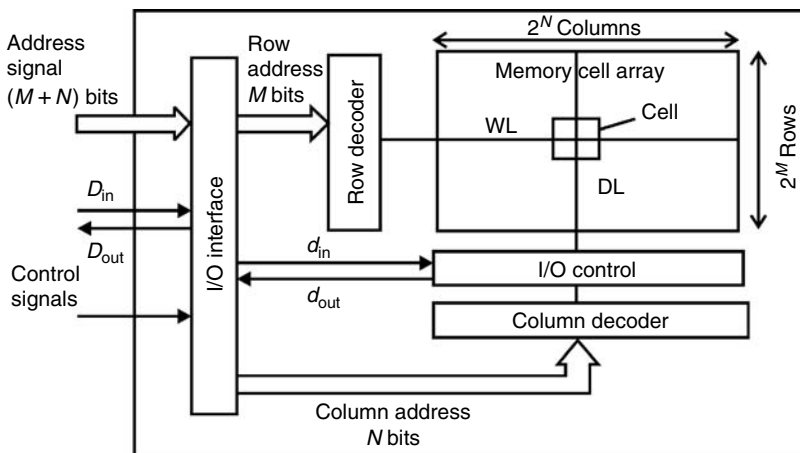 Address
signal
(M + N) bits
Row
address
M bits
2^N Columns
Memory cell array
Row decoder
WL
Cell
DL
2^M Rows
D_in
D_out
I/O interface
d_in
d_out
I/O control
Control
signals
Column decoder
Column address
N bits